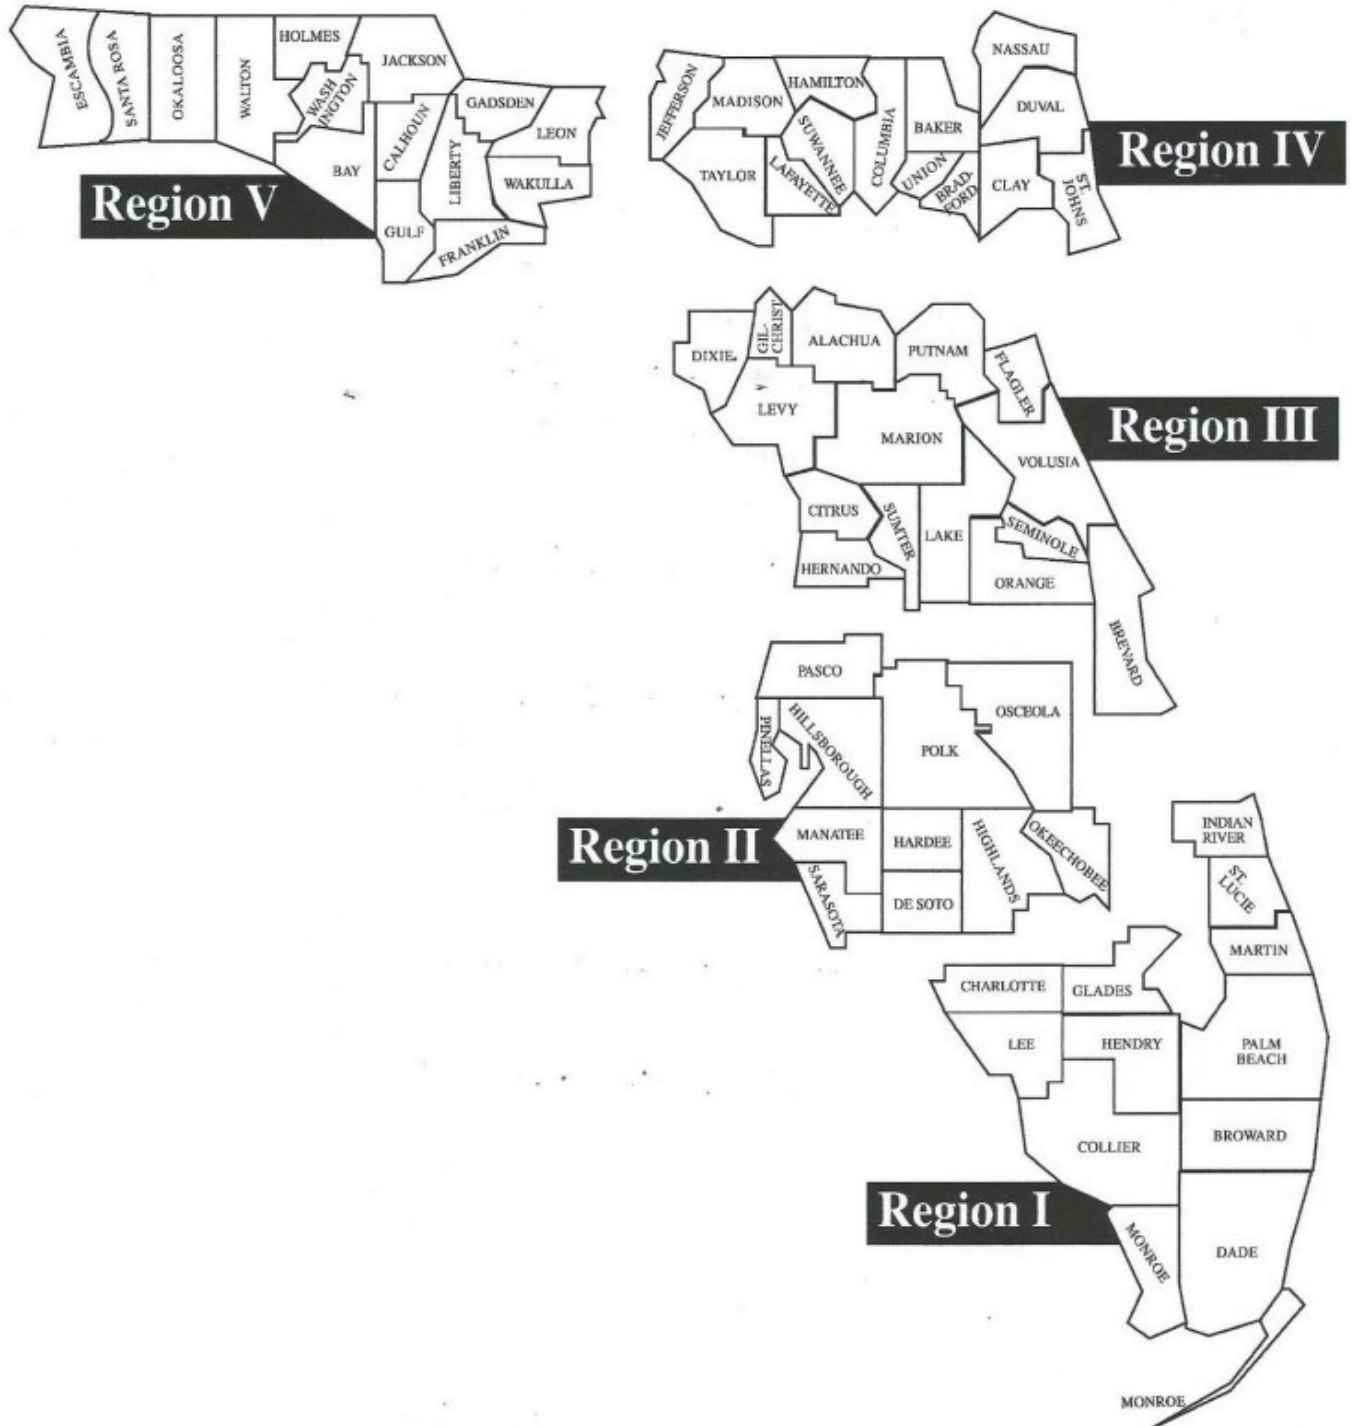 ESCAMBIA
SANTA ROSA
OKALOOSA
WALTON
HOLMES
WASH
INGTON
JACKSON
BAY
CALHOUN
GULF
LIBERTY
GADSDEN
LEON
WAKULLA
FRANKLIN
Region V
JEFFERSON
MADISON
TAYLOR
HAMILTON
SUWANNEE
LAFAYETTE
COLUMBIA
BAKER
UNION
BRAD-
FORD
NASSAU
DUVAL
CLAY
ST.
JOHNS
Region IV
DIXIE
GIL-
CHRIST
ALACHUA
PUTNAM
FLAGLER
LEVY
MARION
VOLUSIA
CITRUS
SUMTER
LAKE
SEMINOLE
HERNANDO
ORANGE
BREVARD
Region III
PASCO
PINELLAS
HILLSBOROUGH
POLK
OSCEOLA
MANATEE
HARDEE
HIGHLANDS
OKEECHOBEE
SARASOTA
DE SOTO
Region II
INDIAN
RIVER
ST.
LUCIE
MARTIN
CHARLOTTE
GLADES
LEE
HENDRY
PALM
BEACH
COLLIER
BROWARD
MONROE
DADE
MONROE
Region I